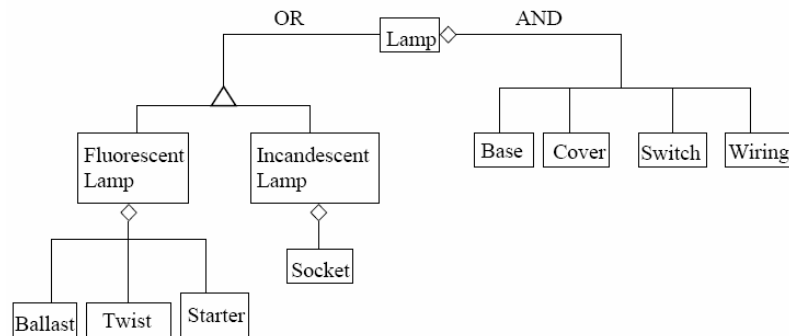 OR
Lamp
AND
Fluorescent
Lamp
Incandescent
Lamp
Base
Cover
Switch
Wiring
Socket
Ballast
Twist
Starter